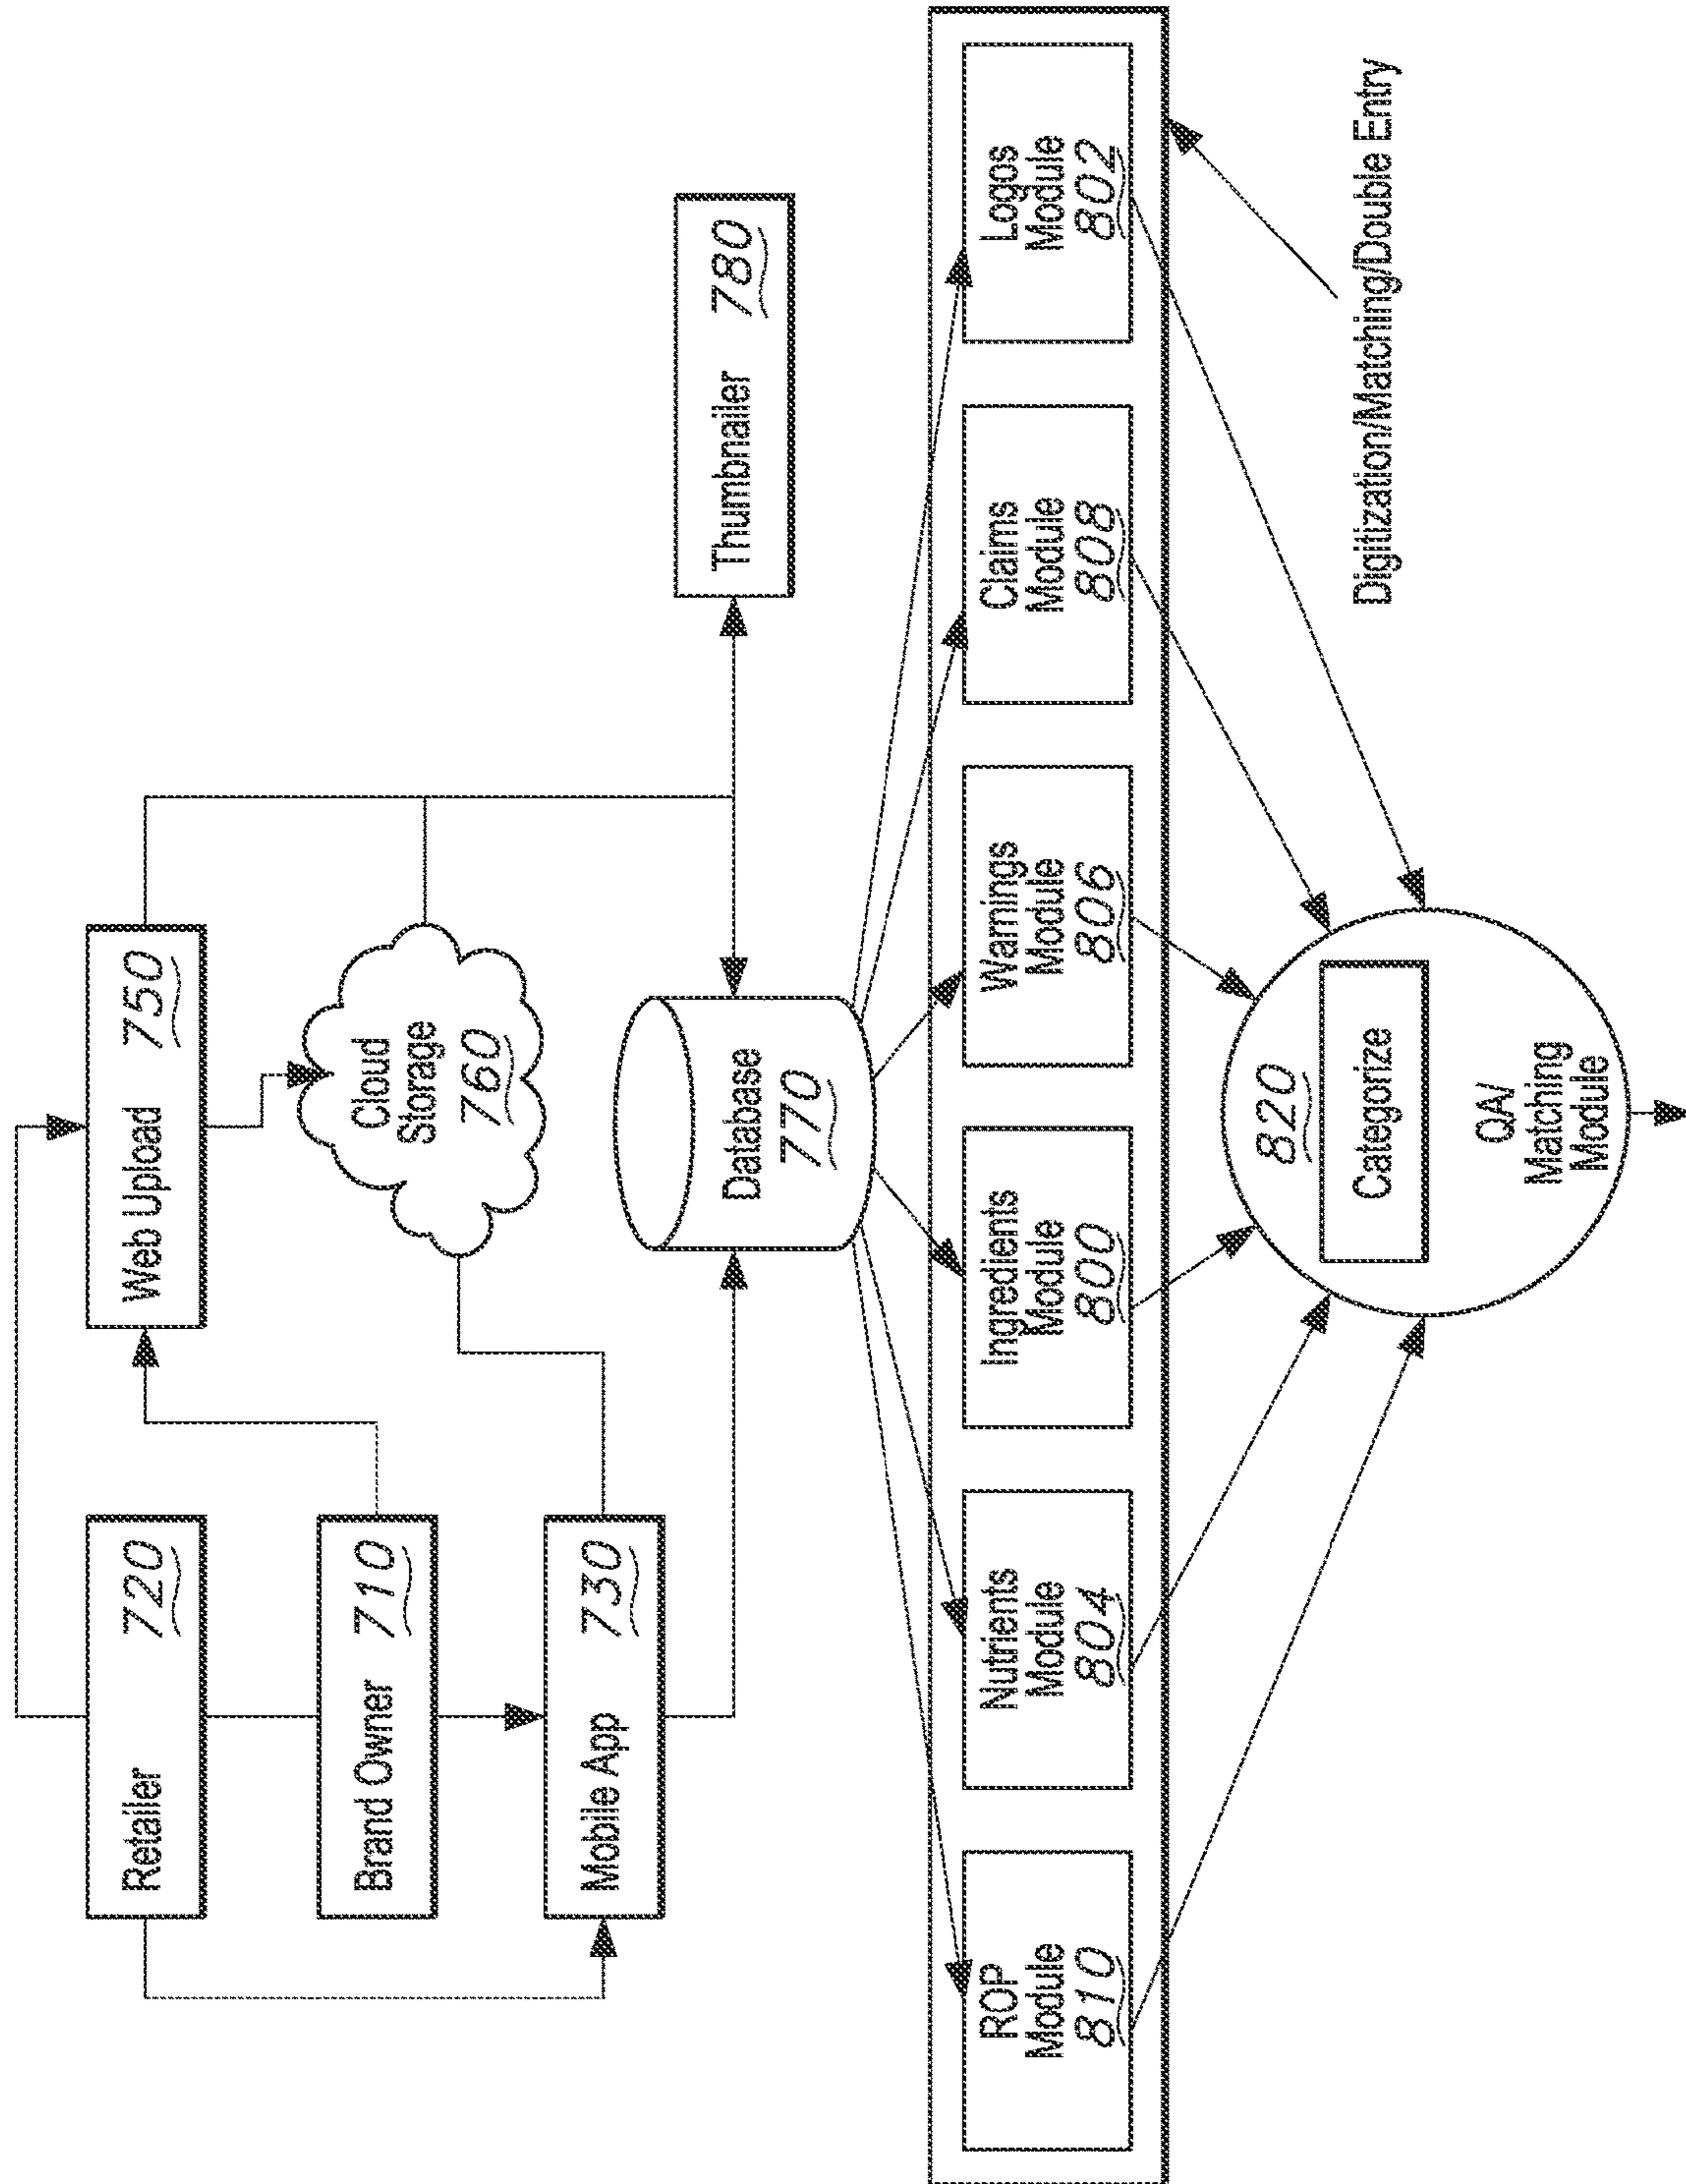 Retailer 720
Web Upload 750
Brand Owner 710
Cloud
Storage
760
Mobile App 730
Database
770
Thumbnailer 780
ROP
Module
810
Nutrients
Module
804
Ingredients
Module
800
Warnings
Module
806
Claims
Module
808
Logos
Module
802
820
Categorize
QA/
Matching
Module
Digitization/Matching/Double Entry